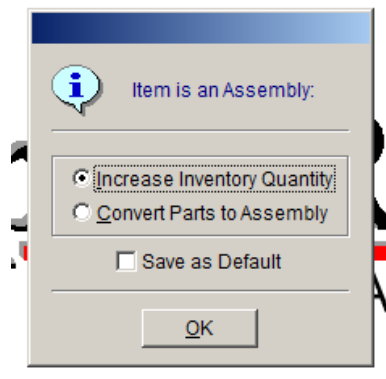 Item is an Assembly:
Increase Inventory Quantity
Convert Parts to Assembly
Save as Default
OK